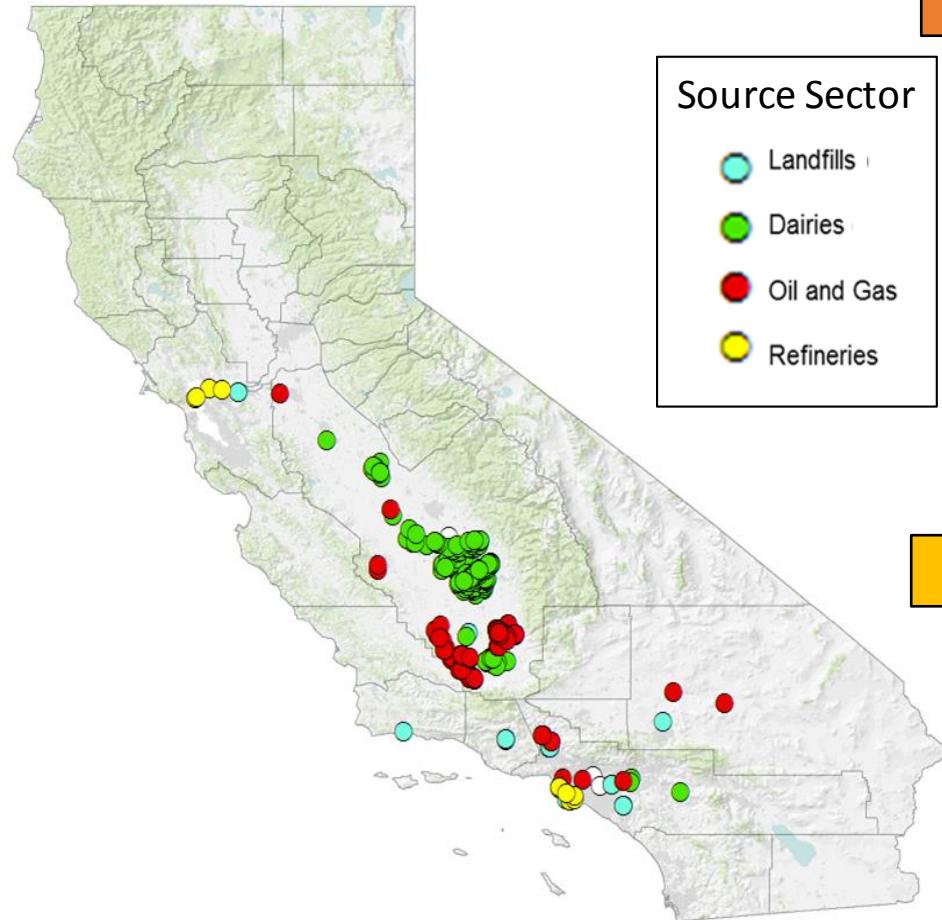 Source Sector
Landfills
Dairies
Oil and Gas
Refineries